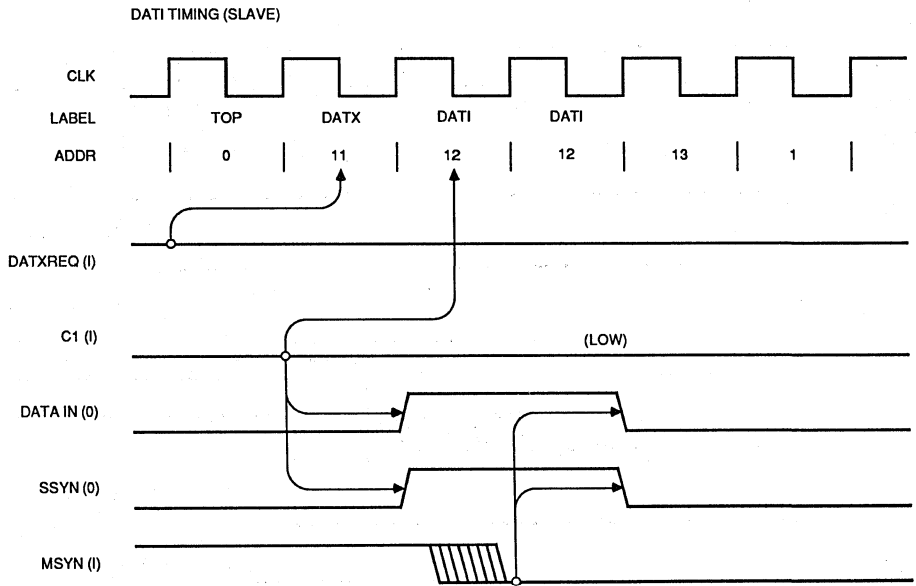 DATI TIMING (SLAVE)
CLK
LABEL TOP DATX DATI DATI
ADDR 0 11 12 12 13 1
DATXREQ (I)
C1 (I) (LOW)
DATA IN (0)
SSYN (0)
MSYN (I)